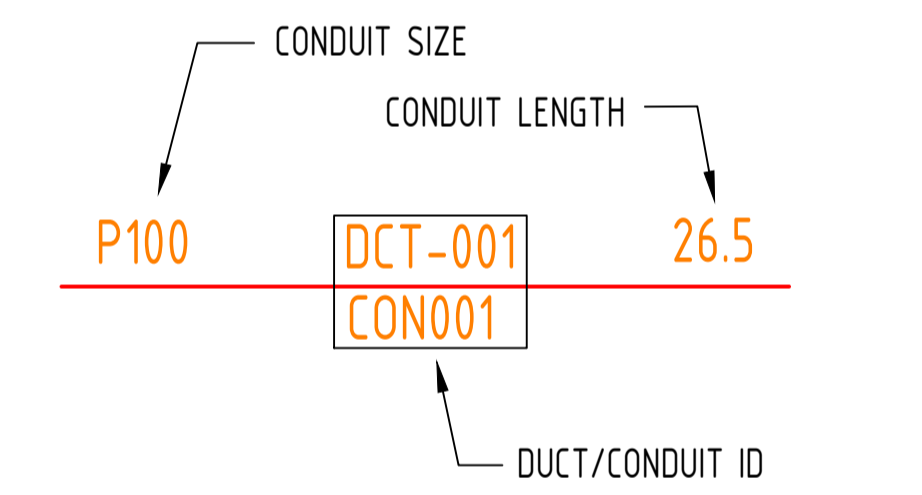 CONDUIT SIZE
CONDUIT LENGTH
P100
DCT-001
26.5
CON001
DUCT/CONDUIT ID